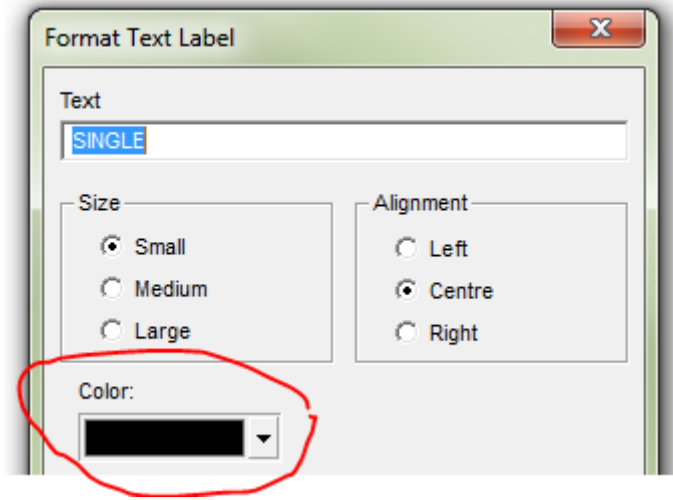 Format Text Label
Text
SINGLE
Size
Small
Medium
Large
Alignment
Left
Centre
Right
Color: